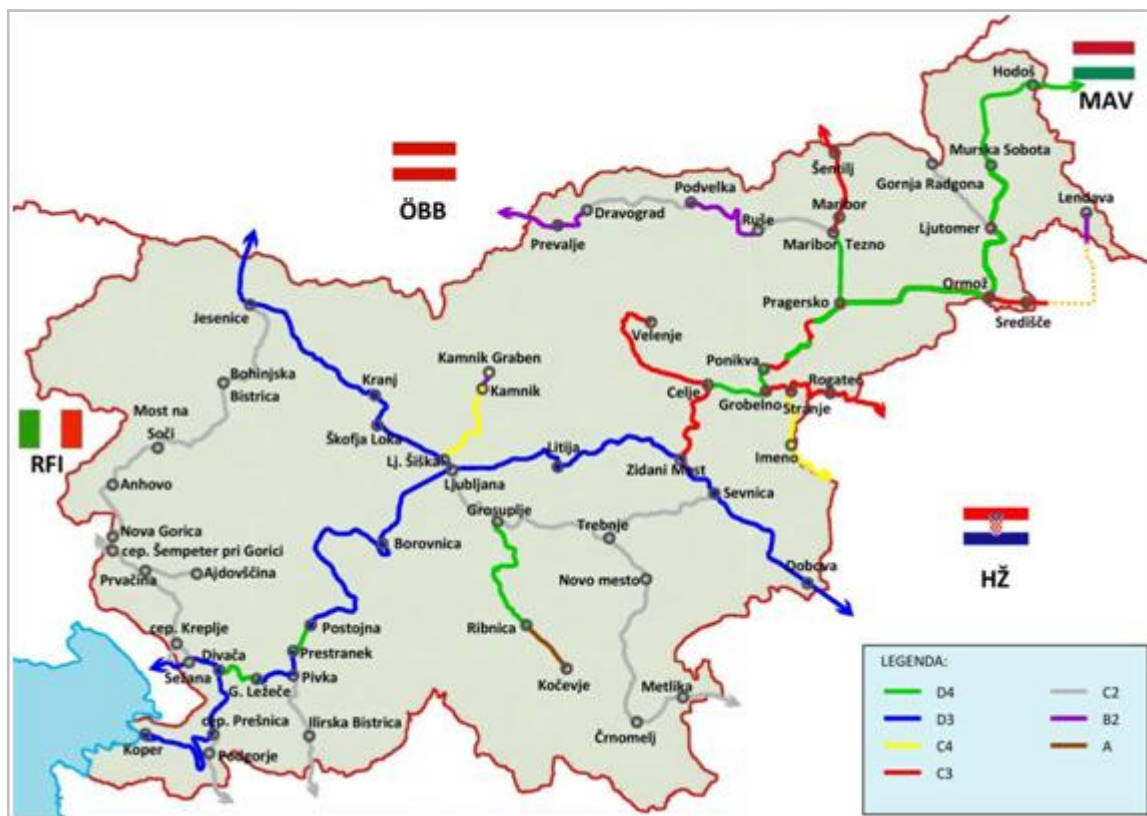 Hodoš
MAV
Murska Sobota
Šentilj
Gornja Radgona
ÖBB
Podvelka
Lendava
Dravograd
Maribor
Ruše
Ljutomer
Prevalje
Maribor Tezno
Ormož
Pragersko
Jesenice
Središče
Velenje
Kamnik Graben
Ponikva
Bohinjska
Bistrica
Kranj
Kamnik
Celje
Rogatec
Grobelno
Stranje
Most na
Soči
RFI
Škofja Loka
Lj. Šiška
Litija
Zidani Most
Imeno
Ljubljana
Anhovo
Sevnica
Grosuplje
Nova Gorica
Trebnje
cep. Šempeter pri Gorici
Borovnica
Prvačina
Ajdovščina
Novo mesto
Dobova
HŽ
cep. Kreplje
Postojna
Ribnica
Divača
Prestranek
Sežana
G. Ležeče
Pivka
Kočevje
Metlika
cep. Prešnica
Ilirska Bistrica
Koper
Podgorje
Črnomelj
LEGENDA:
D4
C2
D3
B2
C4
A
C3